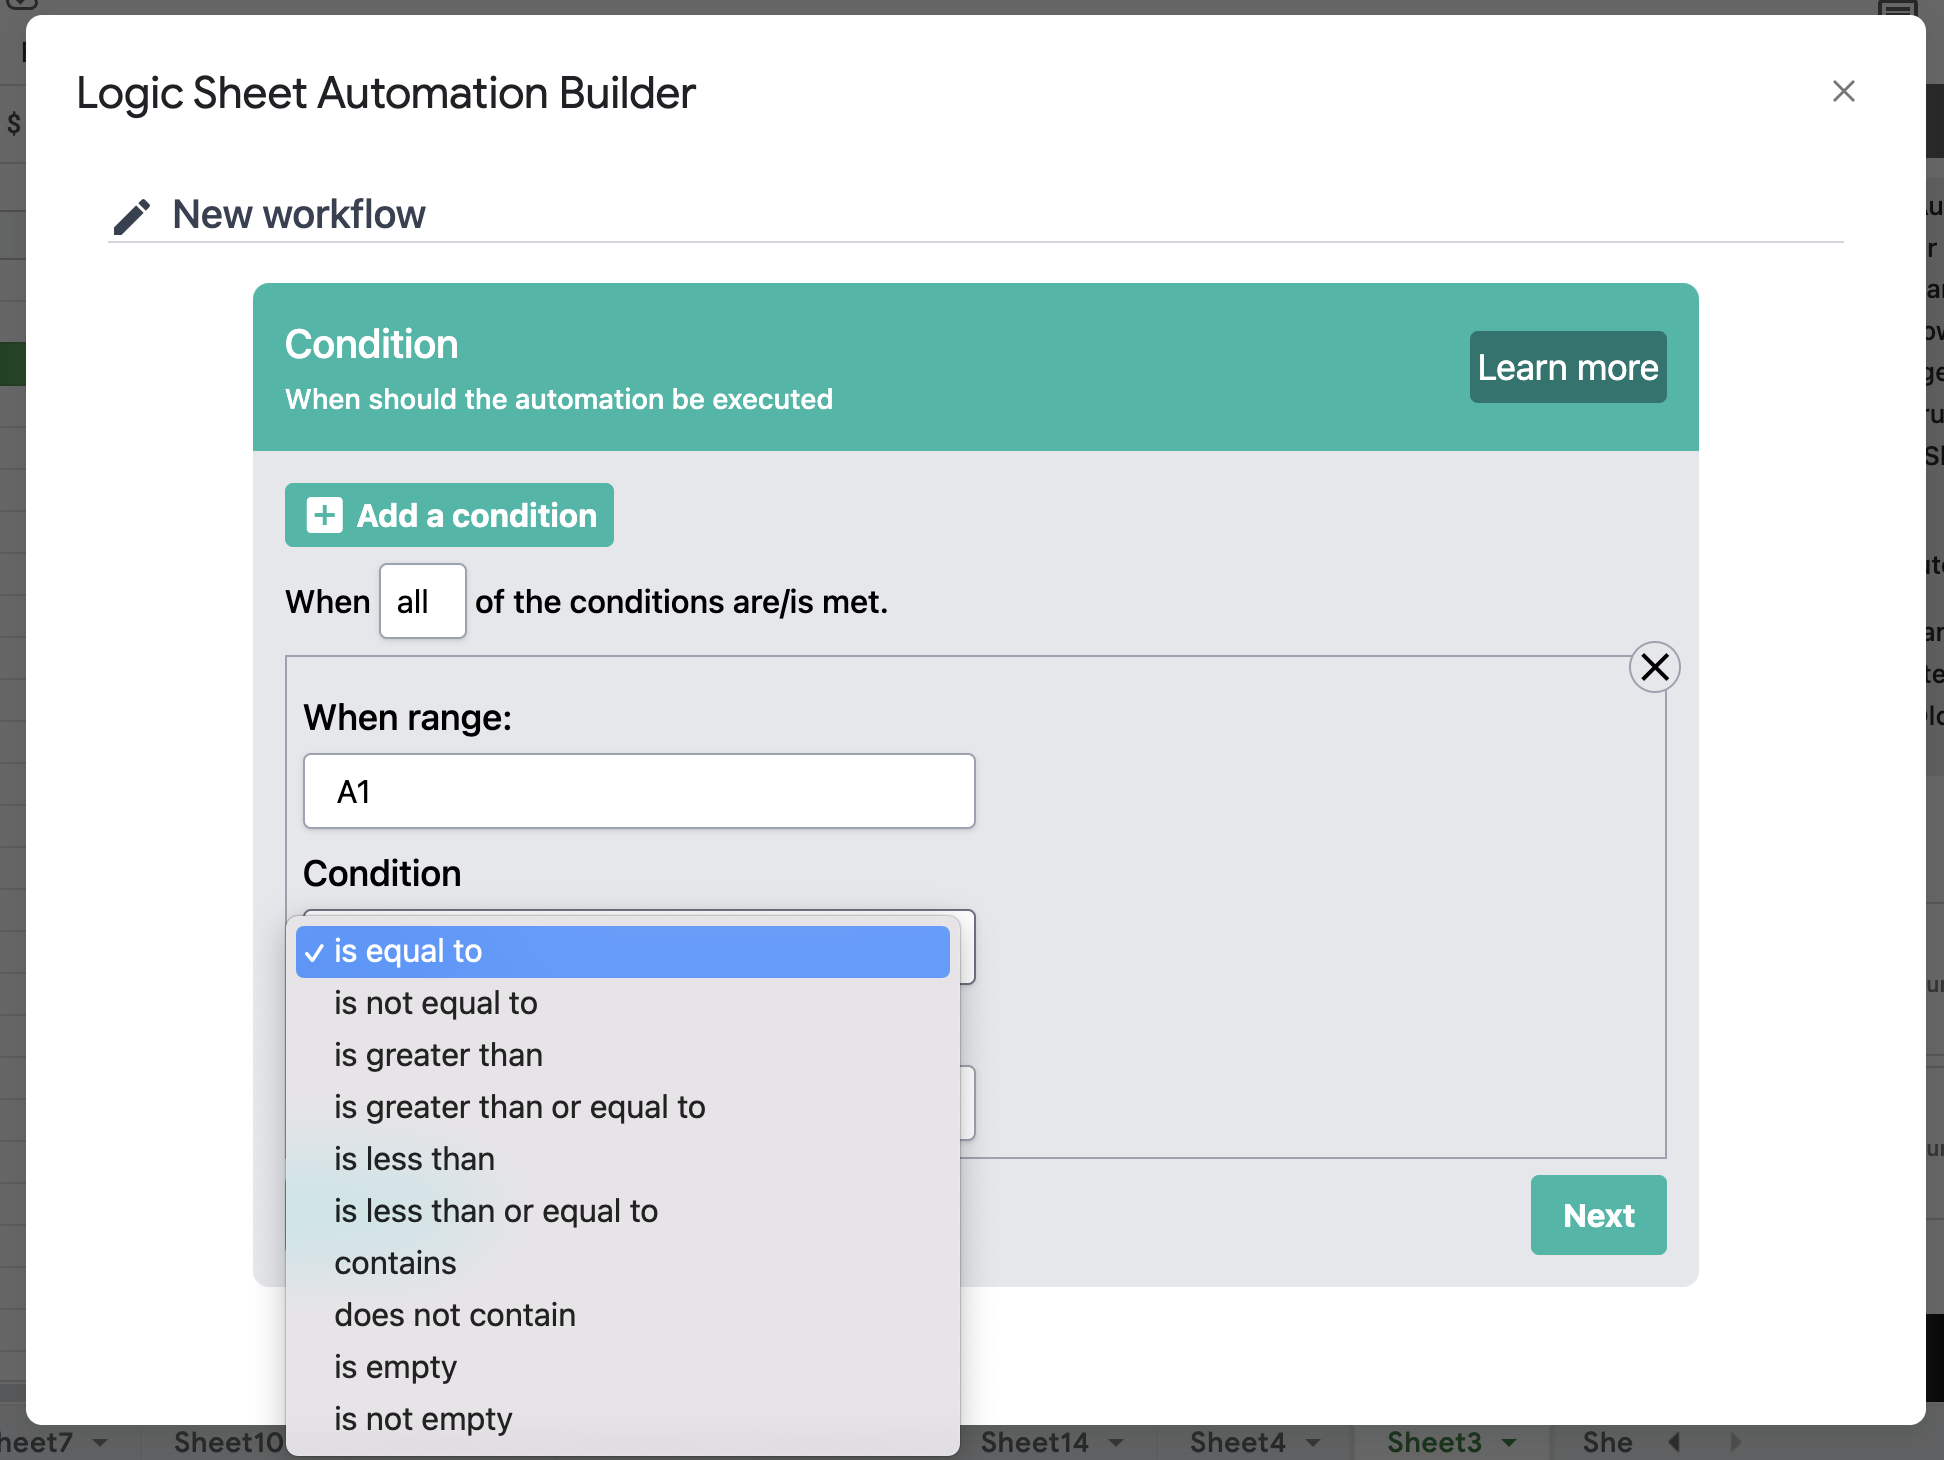 Logic Sheet Automation Builder
$
New workflow
Condition
When should the automation be executed
Learn more
Add a condition
When all of the conditions are/is met.
When range:
A1
Condition
is equal to
is not equal to
is greater than
is greater than or equal to
is less than
is less than or equal to
contains
does not contain
is empty
is not empty
Next
heet7 Sheet10 Sheet14 Sheet4 Sheet3 She